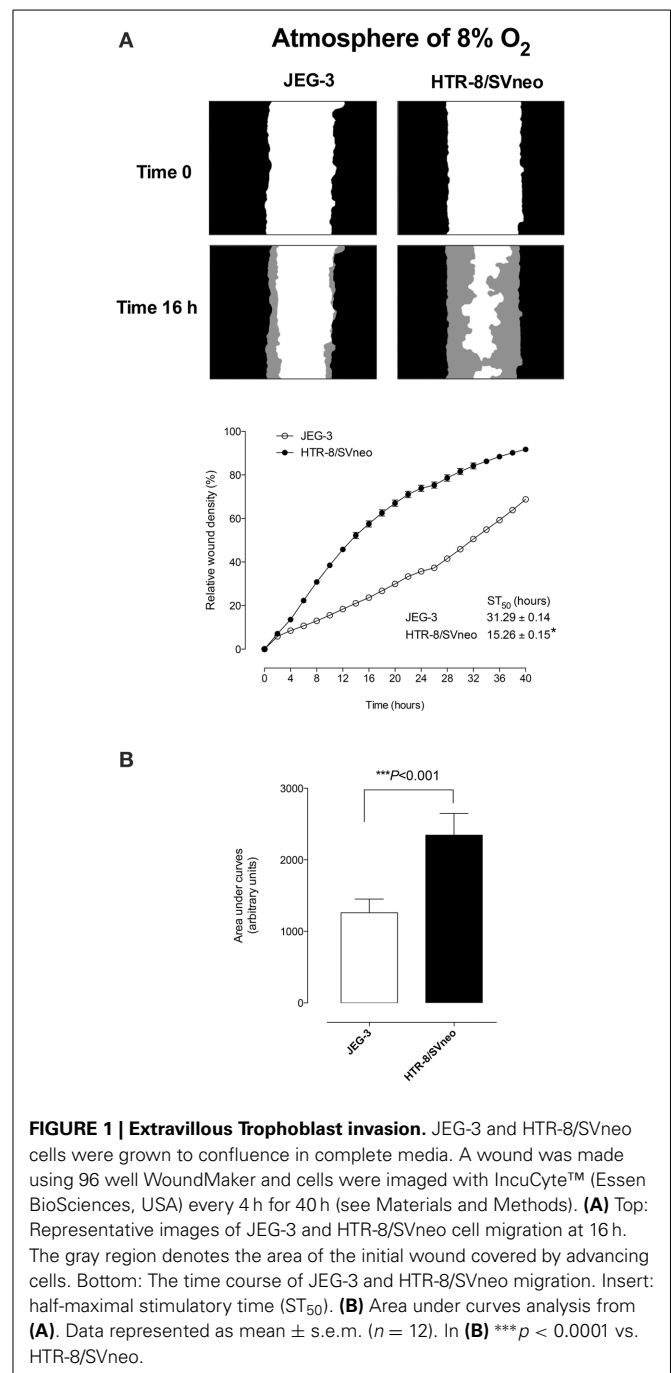 A
Atmosphere of 8% O₂
JEG-3 HTR-8/SVneo
Time 0
Time 16 h
100
80
60
40
20
0
Relative wound density (%)
JEG-3
HTR-8/SVneo
ST₅₀ (hours)
JEG-3 31.29 ± 0.14
HTR-8/SVneo 15.26 ± 0.15*
0 4 8 12 16 20 24 28 32 36 40
Time (hours)
B
***P<0.001
3000
2000
1000
0
Area under curves
(arbitrary units)
JEG-3
HTR-8/SVneo
FIGURE 1 | Extravillous Trophoblast invasion. JEG-3 and HTR-8/SVneo
cells were grown to confluence in complete media. A wound was made
using 96 well WoundMaker and cells were imaged with IncuCyte™ (Essen
BioSciences, USA) every 4 h for 40 h (see Materials and Methods). (A) Top:
Representative images of JEG-3 and HTR-8/SVneo cell migration at 16 h.
The gray region denotes the area of the initial wound covered by advancing
cells. Bottom: The time course of JEG-3 and HTR-8/SVneo migration. Insert:
half-maximal stimulatory time (ST₅₀). (B) Area under curves analysis from
(A). Data represented as mean ± s.e.m. (n = 12). In (B) ***p < 0.0001 vs.
HTR-8/SVneo.